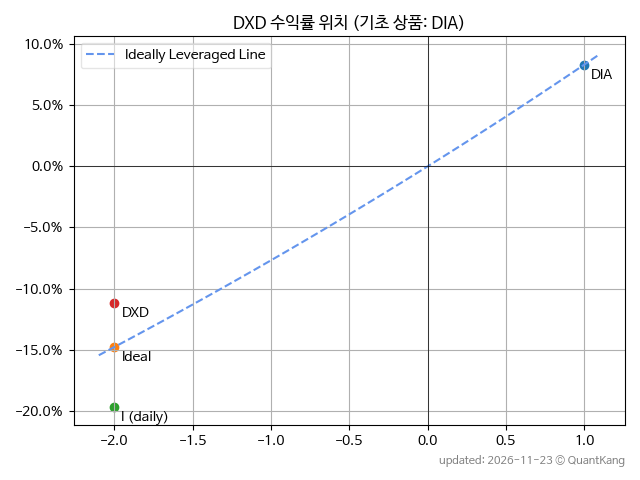 DXD 수익률 위치 (기초 상품: DIA)
10.0%
5.0%
0.0%
−5.0%
−10.0%
−15.0%
−20.0%
Ideally Leveraged Line
DIA
DXD
Ideal
I (daily)
−2.0 −1.5 −1.0 −0.5 0.0 0.5 1.0
updated: 2026−11−23 © QuantKang